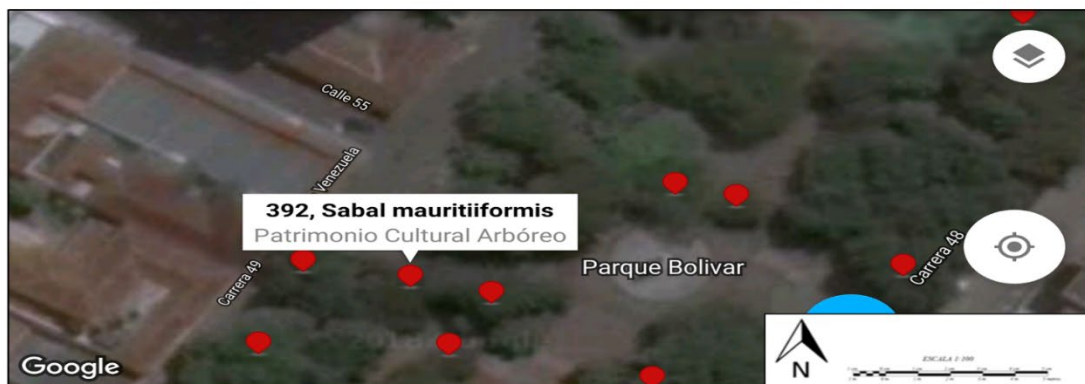 Calle 55
Venezuela
392, Sabal mauritiiformis
Patrimonio Cultural Arbóreo
Carrera 49
Parque Bolivar
Carrera 48
Google
N
ESCALA 1:100